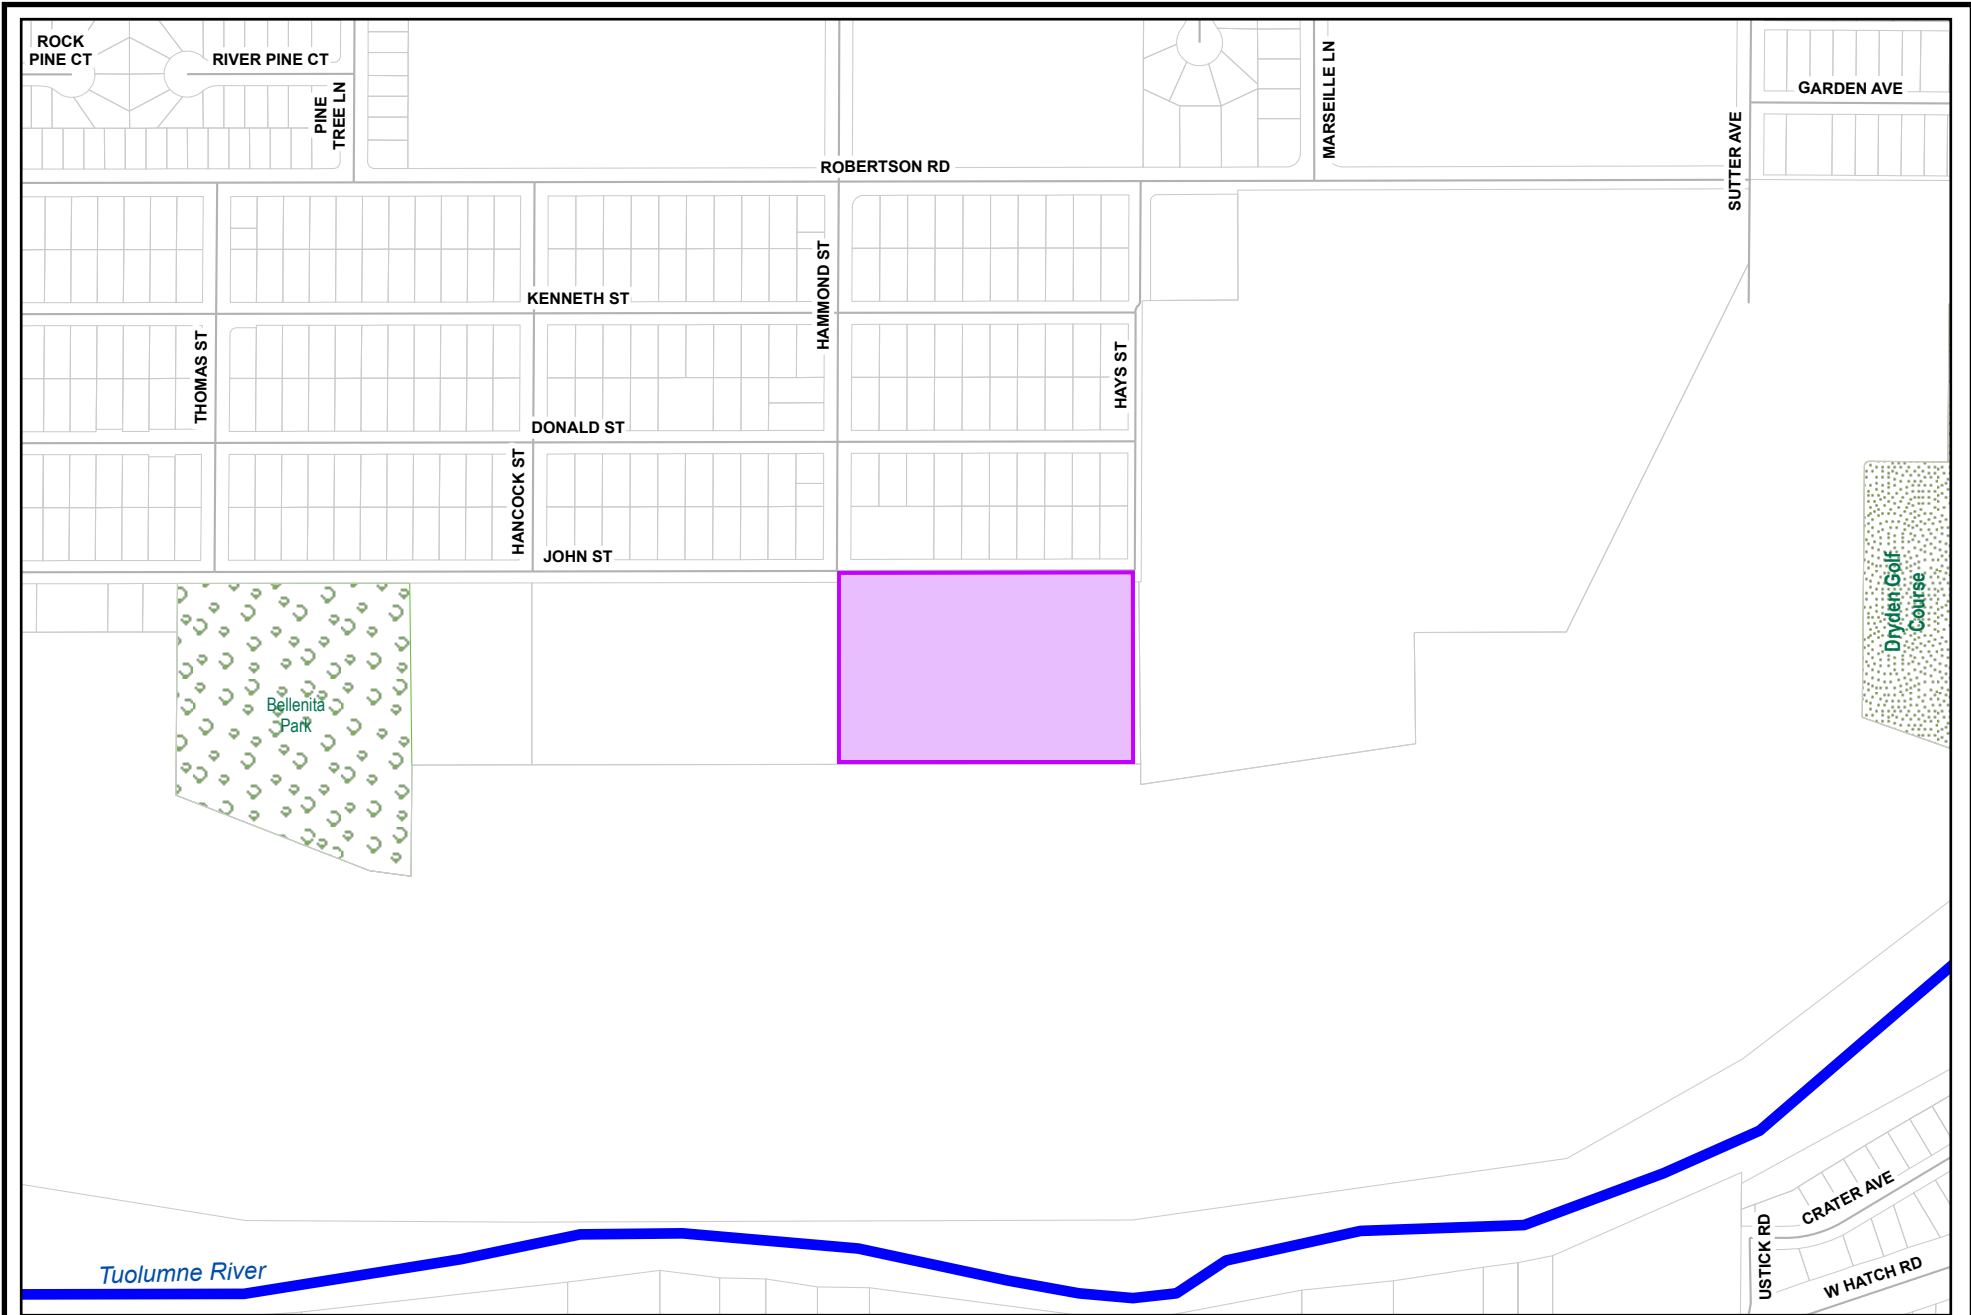 ROCK
PINE CT
RIVER PINE CT
PINE
TREE LN
MARSEILLE LN
GARDEN AVE
SUTTER AVE
ROBERTSON RD
HAMMOND ST
KENNETH ST
THOMAS ST
HAYS ST
DONALD ST
HANCOCK ST
JOHN ST
Dryden Golf
Course
Bellenita
Park
Tuolumne River
CRATER AVE
USTICK RD
W HATCH RD